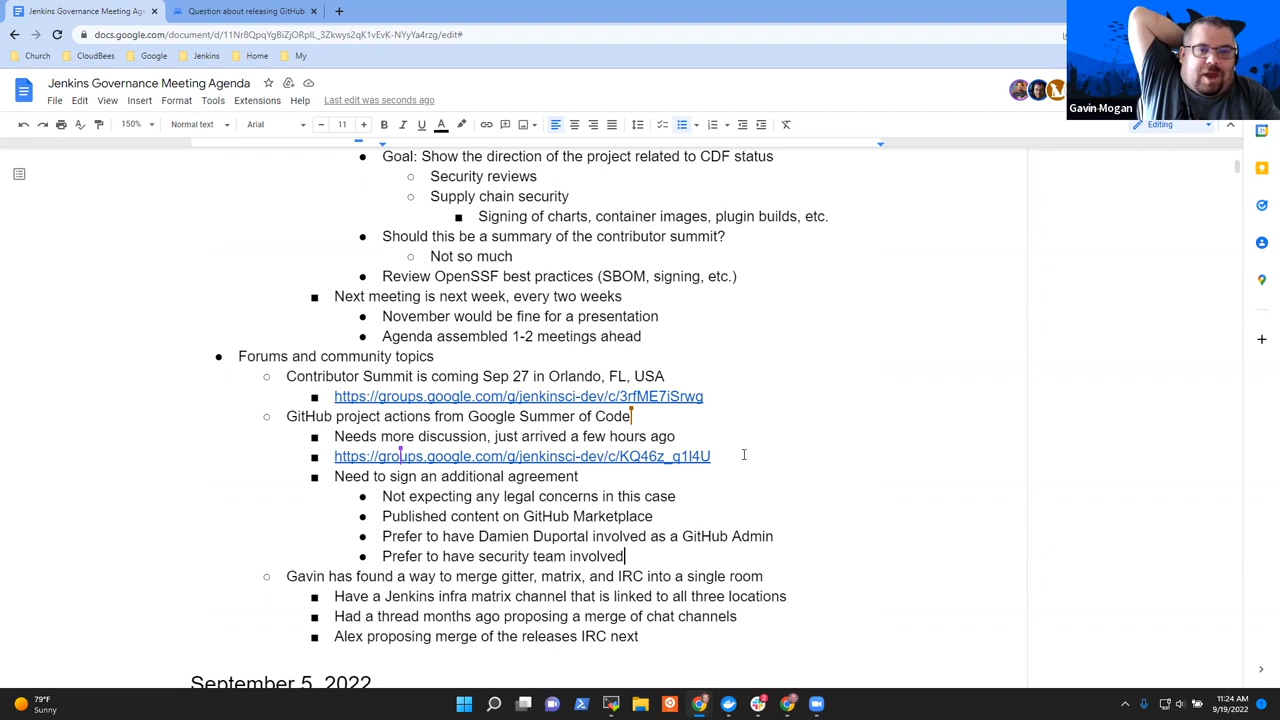 Jenkins Governance Meeting Age
Question about releasing GitHub
docs.google.com/document/d/11Nr8QpqYgBiZjORpIL_3Zkwys2qK1vEvK-NYyYa4rzg/edit#
Church
CloudBees
Google
Jenkins
Home
My
Jenkins Governance Meeting Agenda
File Edit View Insert Format Tools Extensions Help Last edit was seconds ago
Gavin Mogan
150% Normal text Arial 11 Editing
Goal: Show the direction of the project related to CDF status
Security reviews
Supply chain security
Signing of charts, container images, plugin builds, etc.
Should this be a summary of the contributor summit?
Not so much
Review OpenSSF best practices (SBOM, signing, etc.)
Next meeting is next week, every two weeks
November would be fine for a presentation
Agenda assembled 1-2 meetings ahead
Forums and community topics
Contributor Summit is coming Sep 27 in Orlando, FL, USA
https://groups.google.com/g/jenkinsci-dev/c/3rfME7iSrwg
GitHub project actions from Google Summer of Code
Needs more discussion, just arrived a few hours ago
https://groups.google.com/g/jenkinsci-dev/c/KQ46z_q1I4U
Need to sign an additional agreement
Not expecting any legal concerns in this case
Published content on GitHub Marketplace
Prefer to have Damien Duportal involved as a GitHub Admin
Prefer to have security team involved
Gavin has found a way to merge gitter, matrix, and IRC into a single room
Have a Jenkins infra matrix channel that is linked to all three locations
Had a thread months ago proposing a merge of chat channels
Alex proposing merge of the releases IRC next
September 5, 2022
79°F
Sunny
11:24 AM
9/19/2022